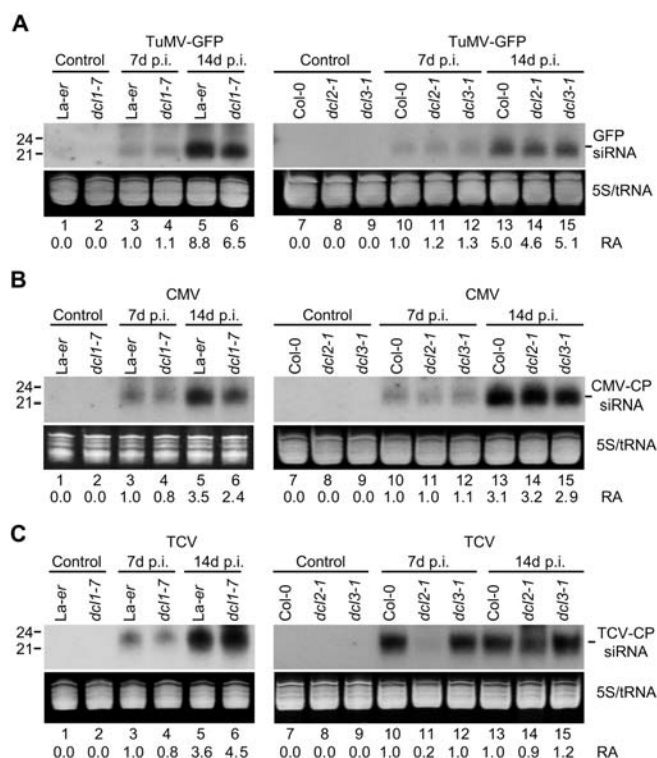 A
TuMV-GFP
Control 7d p.i. 14d p.i.
La-er dcl1-7 La-er dcl1-7 La-er dcl1-7
24
21
1 2 3 4 5 6
0.0 0.0 1.0 1.1 8.8 6.5
TuMV-GFP
Control 7d p.i. 14d p.i.
Col-0 dcl2-1 dcl3-1 Col-0 dcl2-1 dcl3-1 Col-0 dcl2-1 dcl3-1
GFP
siRNA
5S/tRNA
7 8 9 10 11 12 13 14 15
0.0 0.0 0.0 1.0 1.2 1.3 5.0 4.6 5.1 RA
B
CMV
Control 7d p.i. 14d p.i.
La-er dcl1-7 La-er dcl1-7 La-er dcl1-7
24
21
1 2 3 4 5 6
0.0 0.0 1.0 0.8 3.5 2.4
CMV
Control 7d p.i. 14d p.i.
Col-0 dcl2-1 dcl3-1 Col-0 dcl2-1 dcl3-1 Col-0 dcl2-1 dcl3-1
CMV-CP
siRNA
5S/tRNA
7 8 9 10 11 12 13 14 15
0.0 0.0 0.0 1.0 1.0 1.1 3.1 3.2 2.9 RA
C
TCV
Control 7d p.i. 14d p.i.
La-er dcl1-7 La-er dcl1-7 La-er dcl1-7
24
21
1 2 3 4 5 6
0.0 0.0 1.0 0.8 3.6 4.5
TCV
Control 7d p.i. 14d p.i.
Col-0 dcl2-1 dcl3-1 Col-0 dcl2-1 dcl3-1 Col-0 dcl2-1 dcl3-1
TCV-CP
siRNA
5S/tRNA
7 8 9 10 11 12 13 14 15
0.0 0.0 0.0 1.0 0.2 1.0 1.0 0.9 1.2 RA